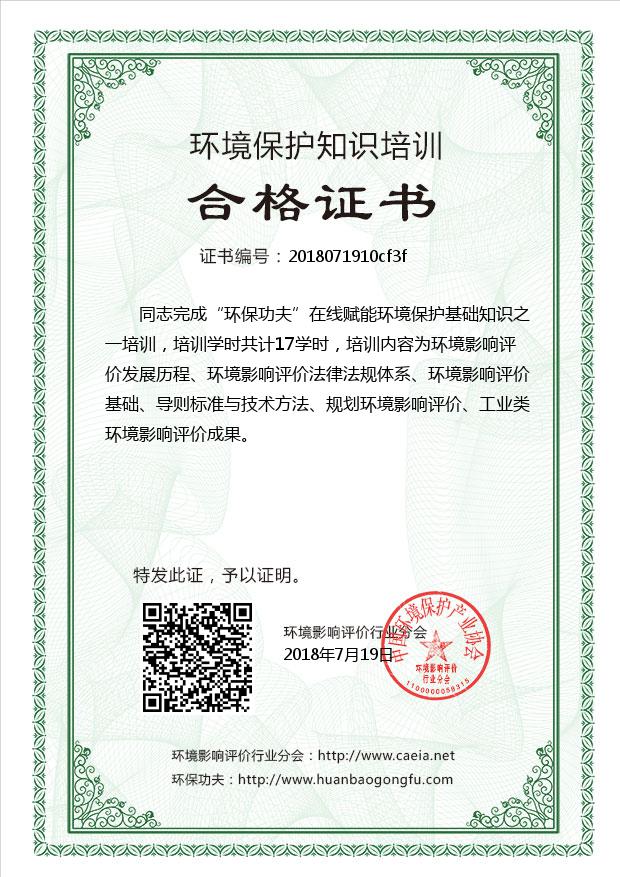 环境保护知识培训
合格证书
证书编号：2018071910cf3f
同志完成“环保功夫”在线赋能环境保护基础知识之
一培训，培训学时共计17学时，培训内容为环境影响评
价发展历程、环境影响评价法律法规体系、环境影响评价
基础、导则标准与技术方法、规划环境影响评价、工业类
环境影响评价成果。
特发此证，予以证明。
环境影响评价行业分会
2018年7月19日
中国环境保护产业协会
环境影响评价
行业分会
1100000059315
环境影响评价行业分会：http://www.caeia.net
环保功夫：http://www.huanbaogongfu.com